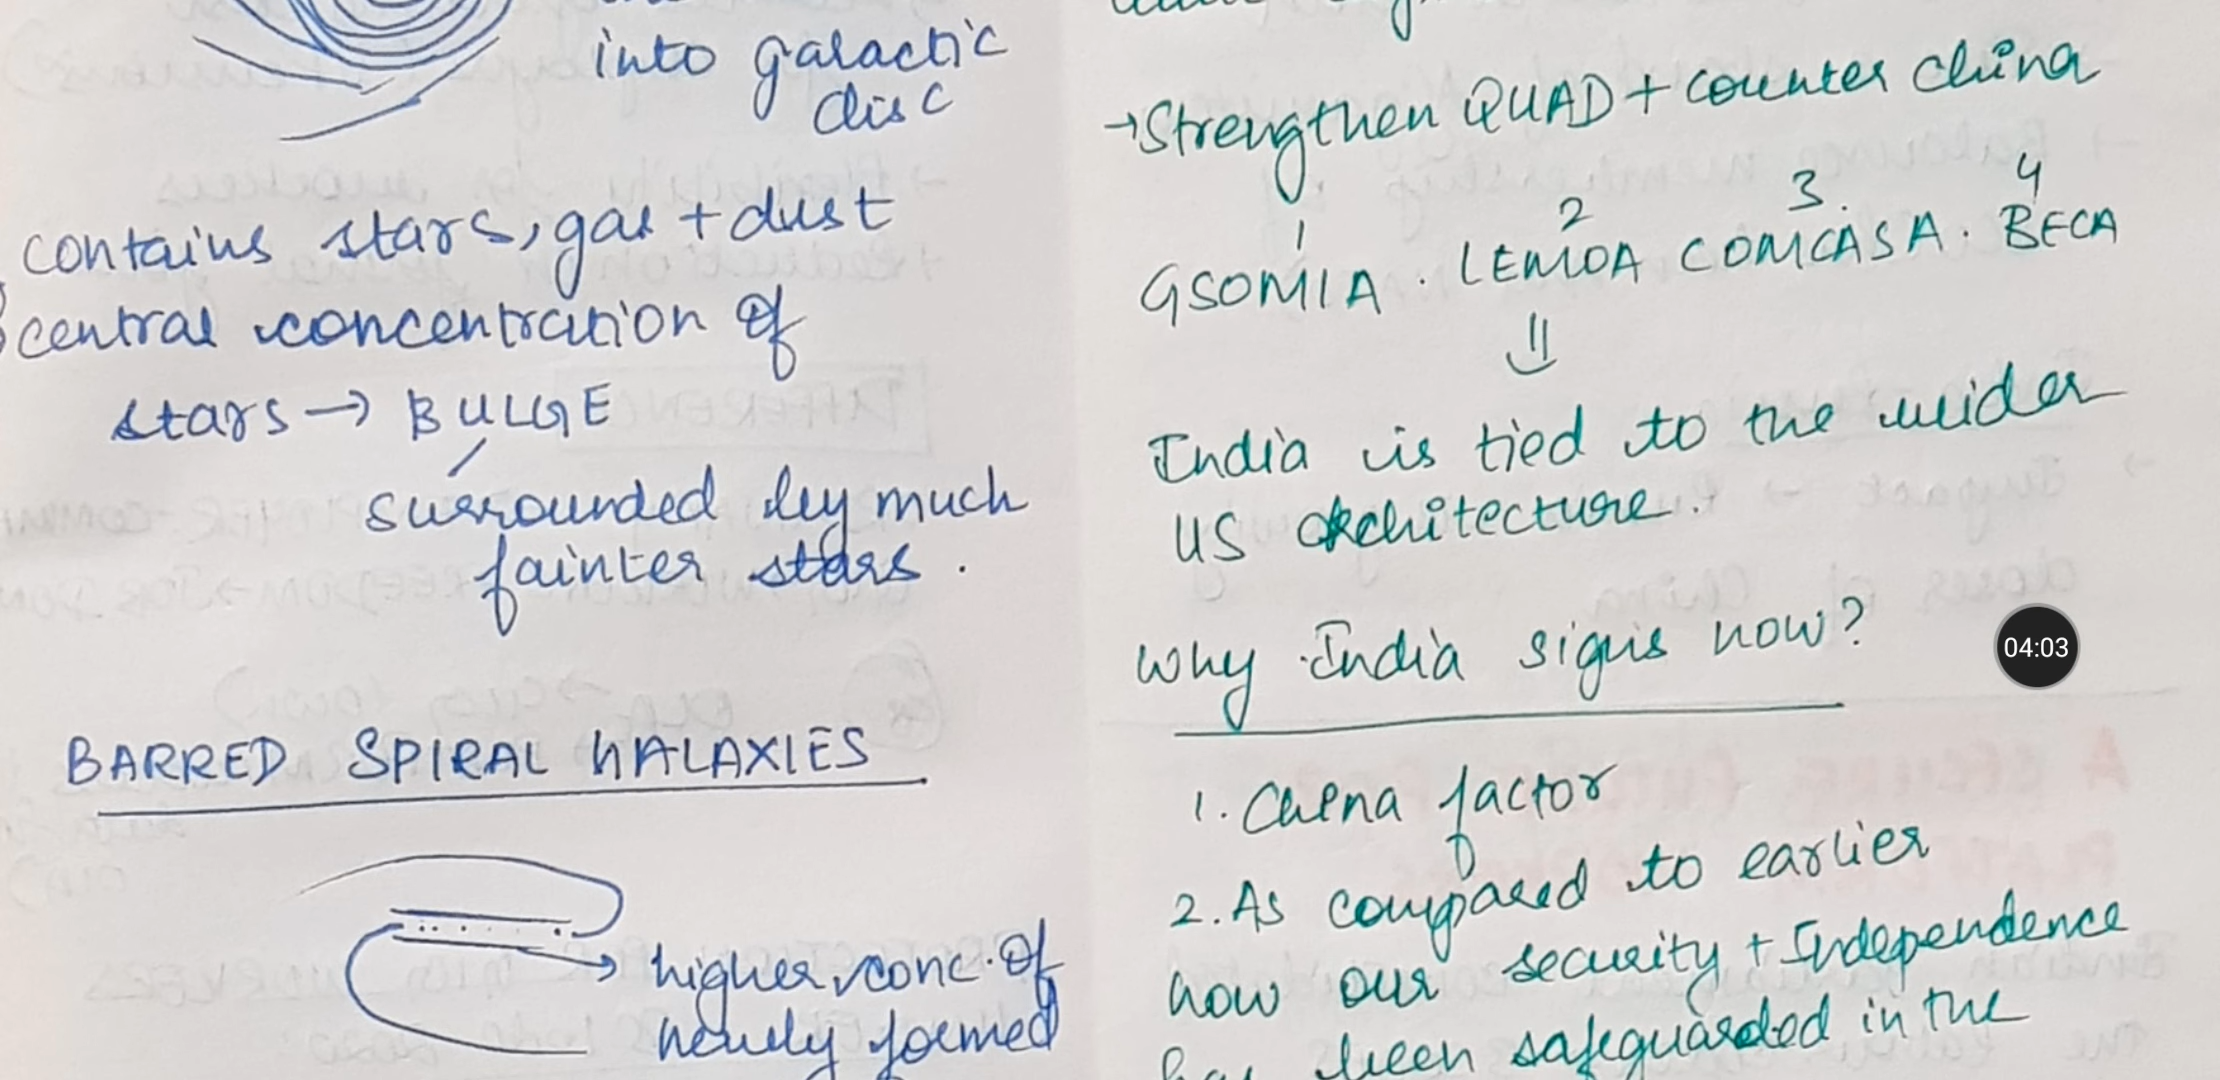 into galactic
disc
contains stars, gas + dust
central concentration of
stars → BULGE
surrounded by much
fainter stars.
BARRED SPIRAL GALAXIES
higher conc. of
newly formed
→ Strengthen QUAD + counter china
1 2 3. 4
GSOMIA . LEMOA COMCASA . BECA
⇓
India is tied to the wider
US architecture.
Why India signs now?
04:03
1. China factor
2. As compared to earlier
how our security + Independence
has been safeguarded in the